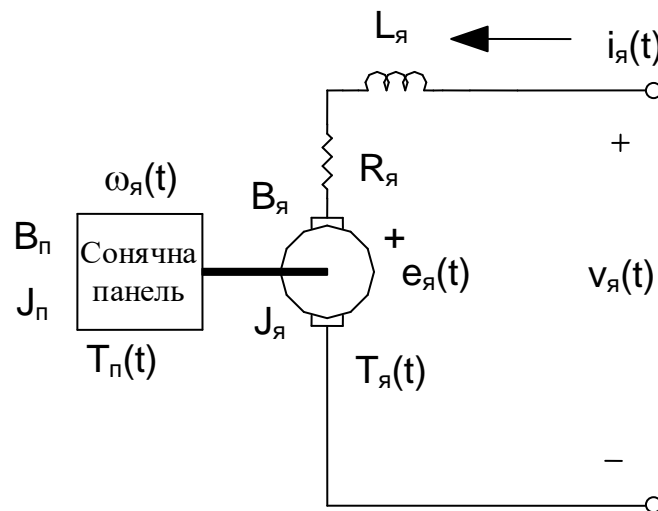 Lя
iя(t)
+
Rя
ωя(t)
Bя
Bп
Сонячна
панель
+
eя(t)
vя(t)
Jп
Jя
Tп(t)
Tя(t)
−